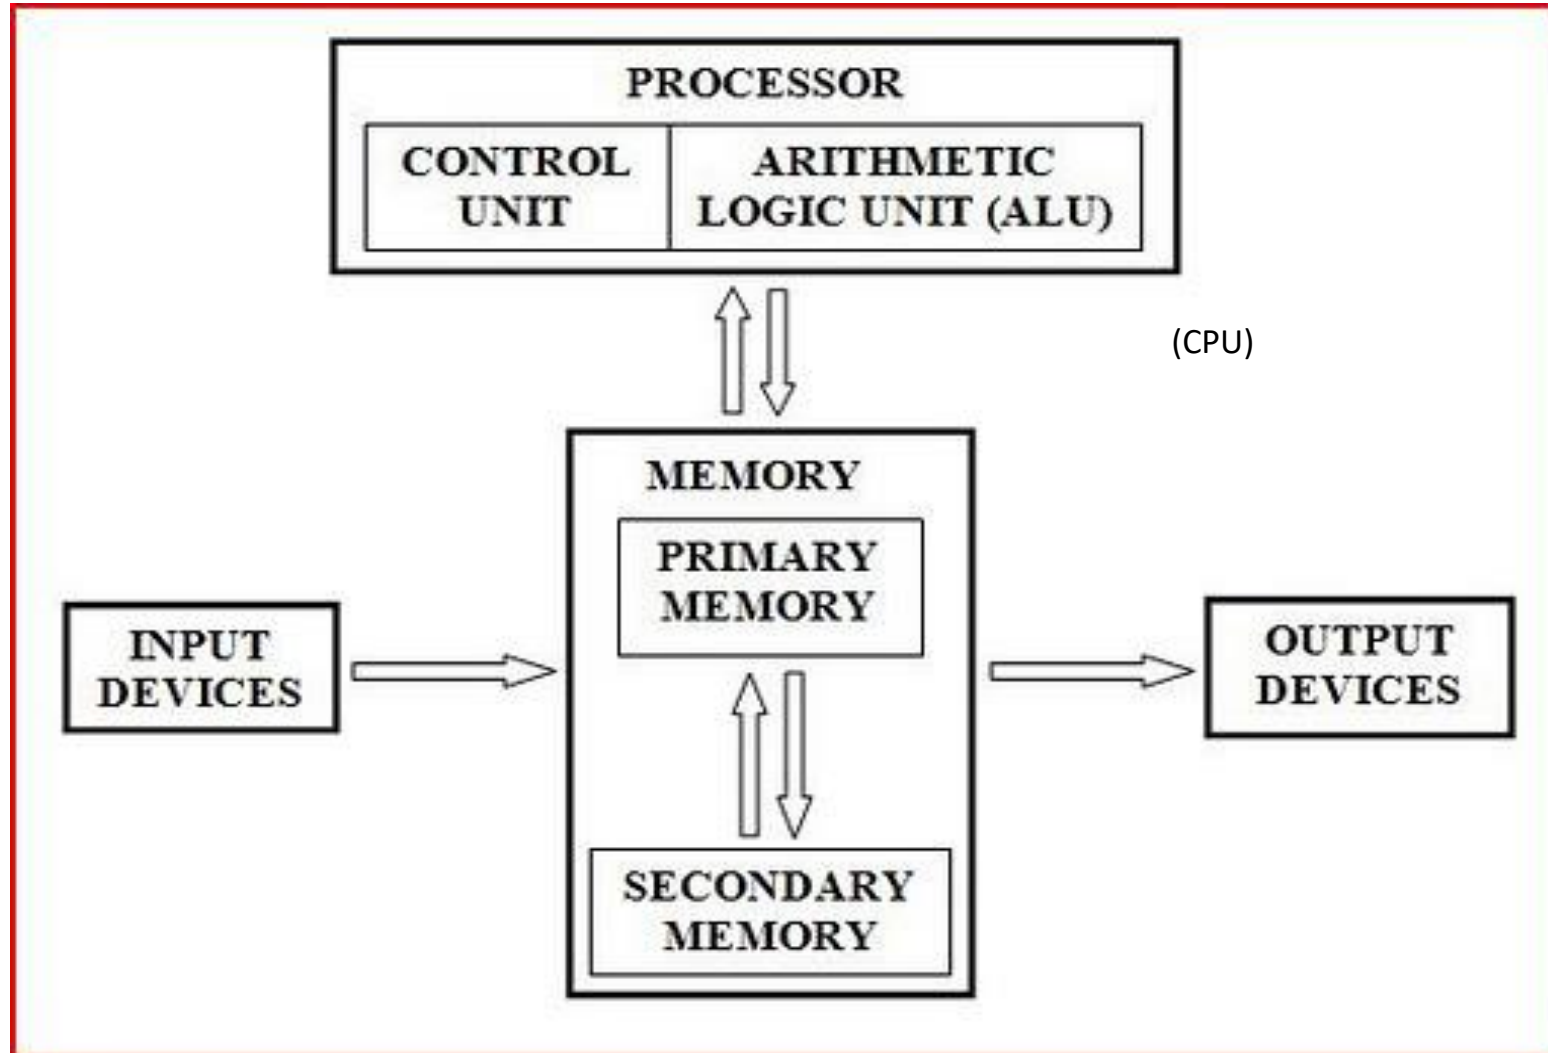 PROCESSOR
CONTROL
UNIT
ARITHMETIC
LOGIC UNIT (ALU)
(CPU)
MEMORY
PRIMARY
MEMORY
INPUT
DEVICES
OUTPUT
DEVICES
SECONDARY
MEMORY